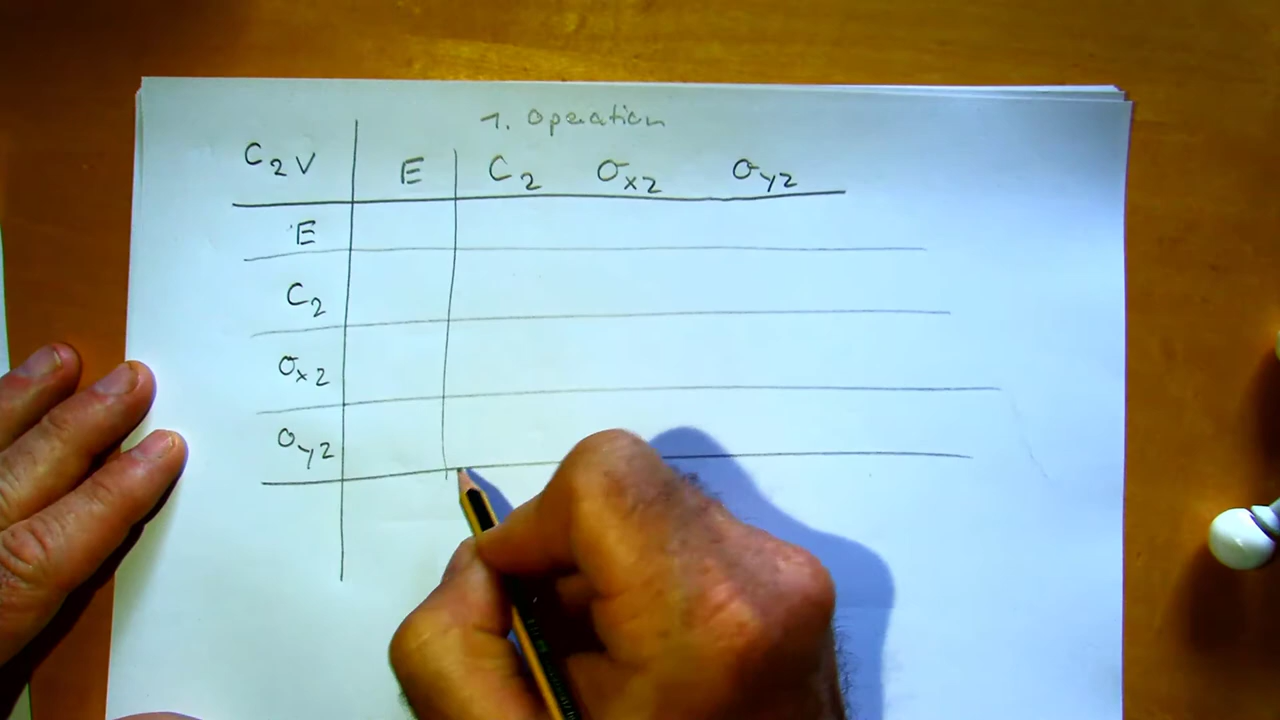 1. Operation
C2v E C2 σxz σyz
E
C2
σxz
σyz